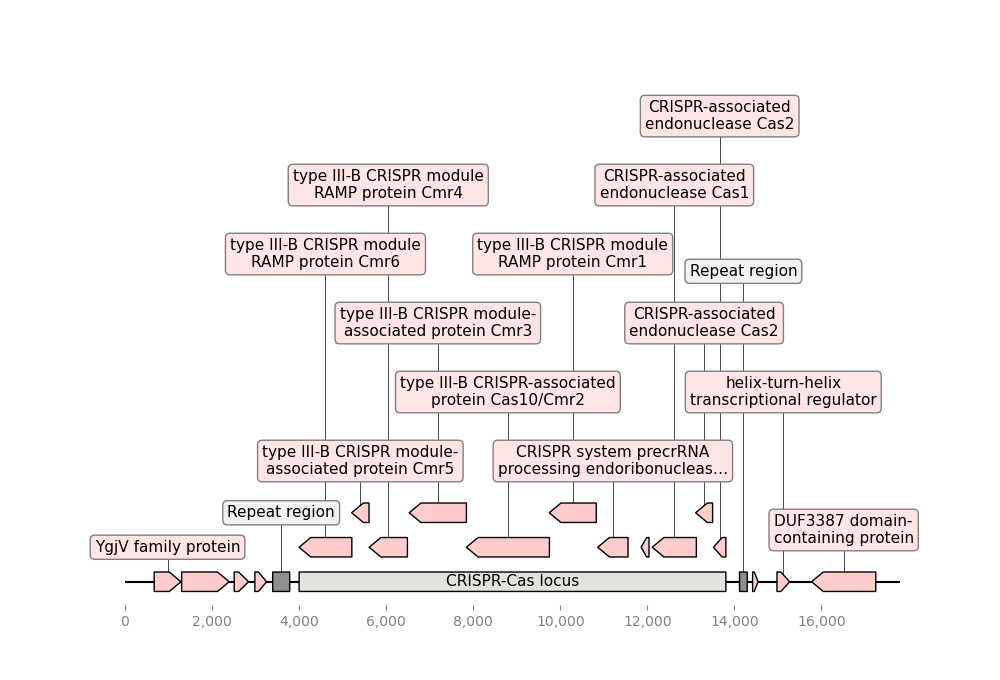 CRISPR-associated
endonuclease Cas2
type III-B CRISPR module
RAMP protein Cmr4
CRISPR-associated
endonuclease Cas1
type III-B CRISPR module
RAMP protein Cmr6
type III-B CRISPR module
RAMP protein Cmr1
Repeat region
type III-B CRISPR module-
associated protein Cmr3
CRISPR-associated
endonuclease Cas2
type III-B CRISPR-associated
protein Cas10/Cmr2
helix-turn-helix
transcriptional regulator
type III-B CRISPR module-
associated protein Cmr5
CRISPR system precrRNA
processing endoribonucleas…
Repeat region
YgjV family protein
DUF3387 domain-
containing protein
CRISPR-Cas locus
0 2,000 4,000 6,000 8,000 10,000 12,000 14,000 16,000